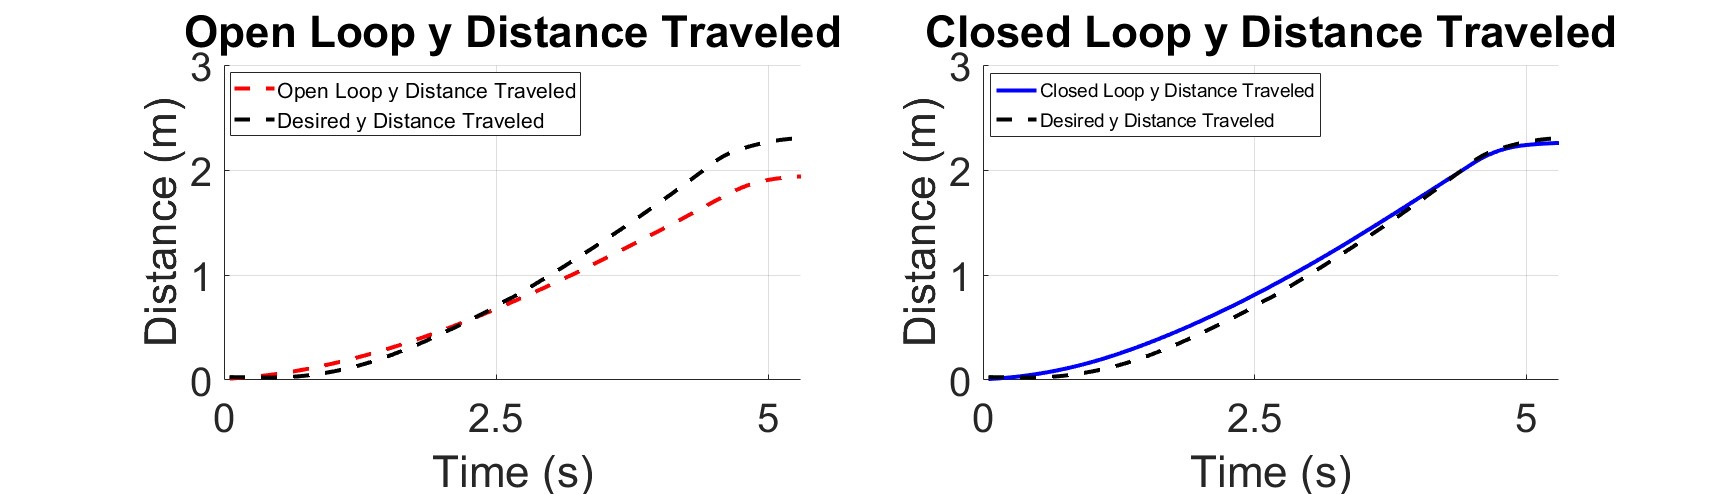 Open Loop y Distance Traveled
3
2
1
0
Distance (m)
Open Loop y Distance Traveled
Desired y Distance Traveled
0
2.5
5
Time (s)
Closed Loop y Distance Traveled
3
2
1
0
Distance (m)
Closed Loop y Distance Traveled
Desired y Distance Traveled
0
2.5
5
Time (s)